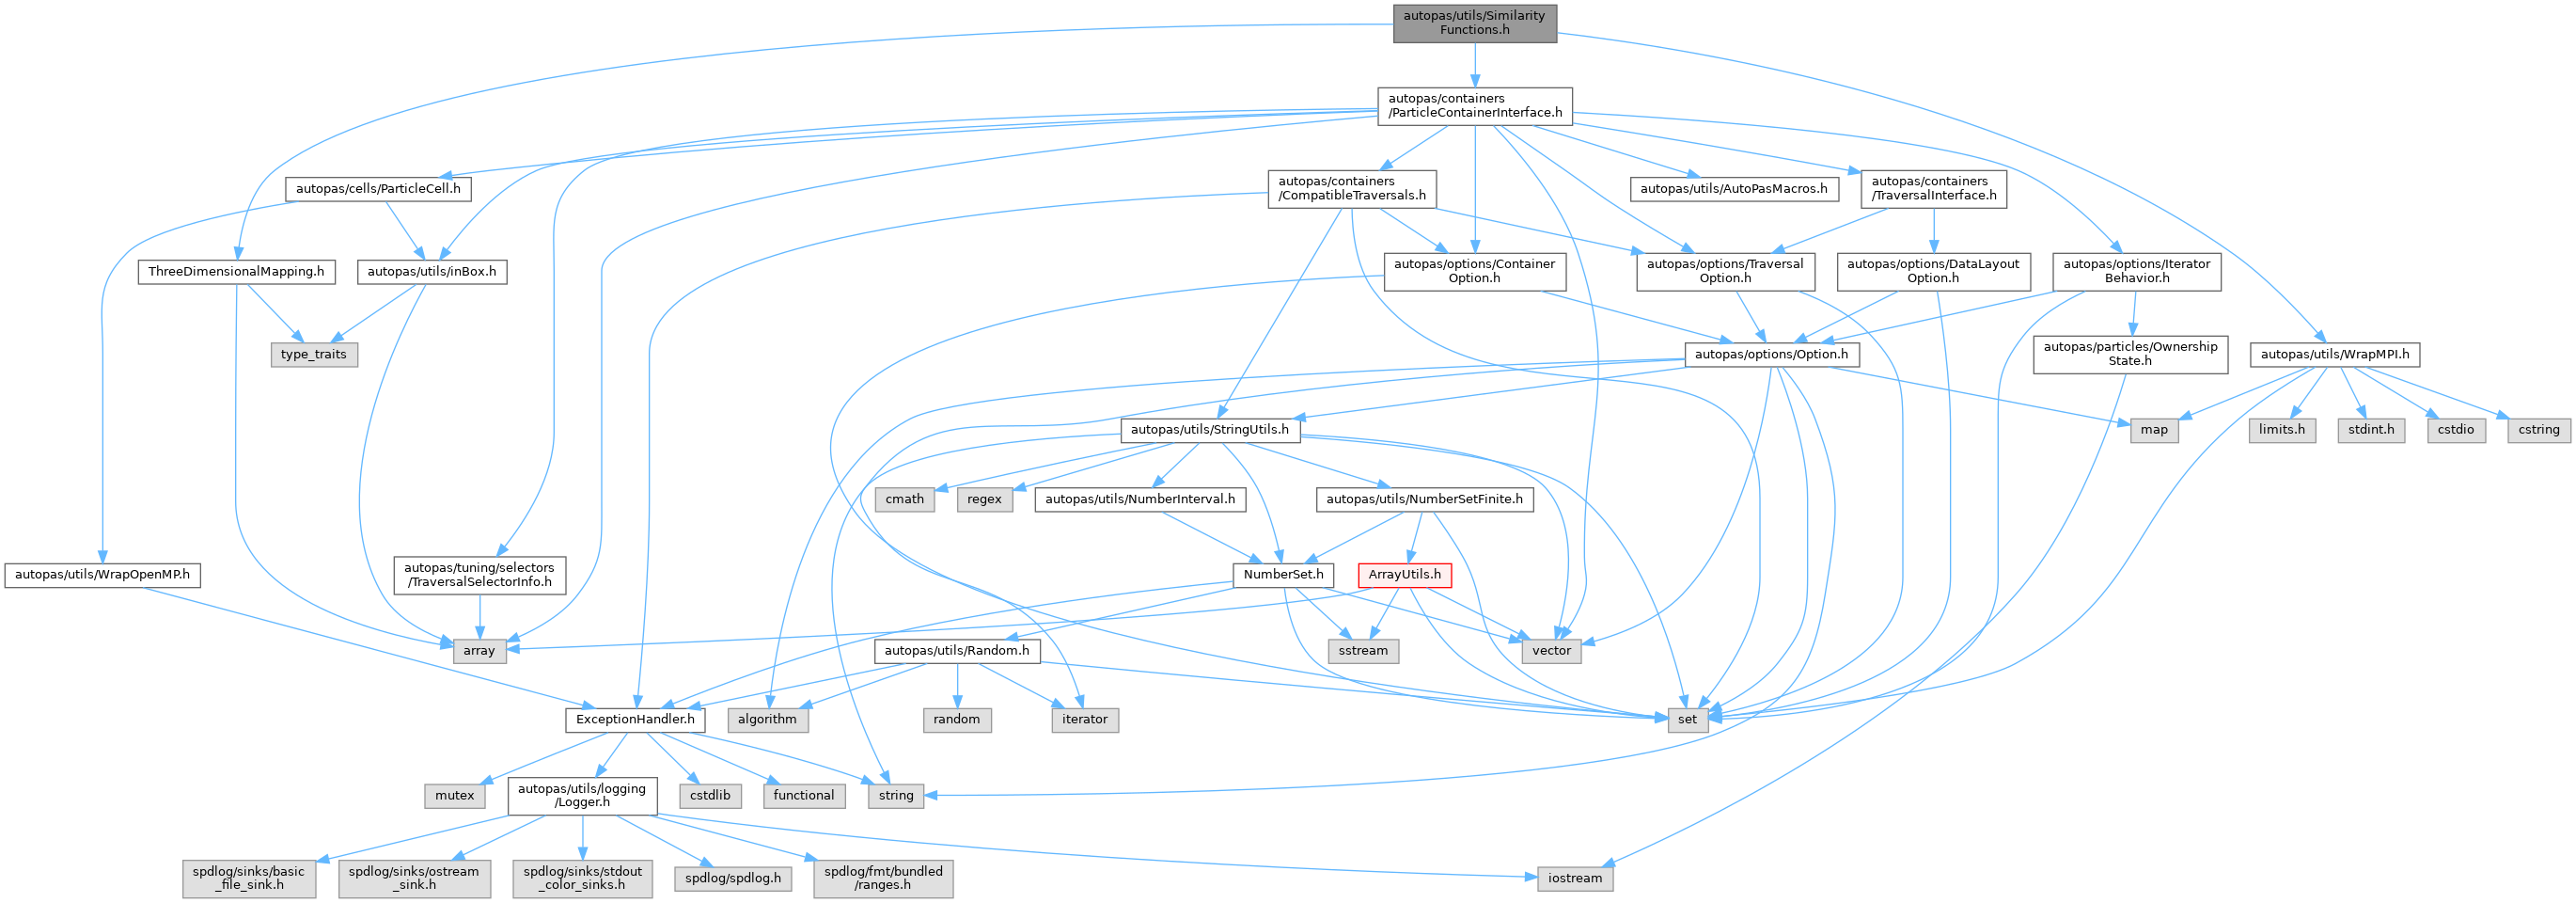 autopas/utils/Similarity
Functions.h
autopas/containers
/ParticleContainerInterface.h
autopas/cells/ParticleCell.h
autopas/containers
/CompatibleTraversals.h
autopas/utils/AutoPasMacros.h
autopas/containers
/TraversalInterface.h
ThreeDimensionalMapping.h
autopas/utils/inBox.h
autopas/options/Container
Option.h
autopas/options/Traversal
Option.h
autopas/options/DataLayout
Option.h
autopas/options/Iterator
Behavior.h
type_traits
autopas/options/Option.h
autopas/particles/Ownership
State.h
autopas/utils/WrapMPI.h
autopas/utils/StringUtils.h
map
limits.h
stdint.h
cstdio
cstring
cmath
regex
autopas/utils/NumberInterval.h
autopas/utils/NumberSetFinite.h
autopas/utils/WrapOpenMP.h
autopas/tuning/selectors
/TraversalSelectorInfo.h
NumberSet.h
ArrayUtils.h
array
autopas/utils/Random.h
sstream
vector
ExceptionHandler.h
algorithm
random
iterator
set
mutex
autopas/utils/logging
/Logger.h
cstdlib
functional
string
spdlog/sinks/basic
_file_sink.h
spdlog/sinks/ostream
_sink.h
spdlog/sinks/stdout
_color_sinks.h
spdlog/spdlog.h
spdlog/fmt/bundled
/ranges.h
iostream